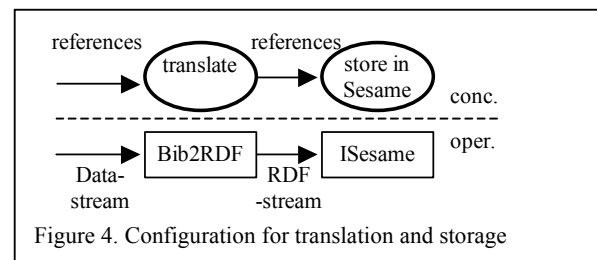 references references
translate store in
Sesame
conc.
oper.
Bib2RDF ISesame
Data- RDF
stream -stream
Figure 4. Configuration for translation and storage